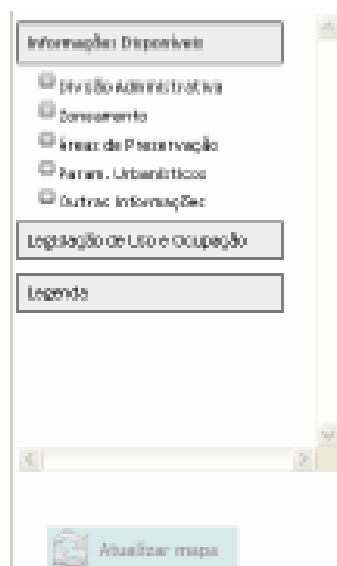 Informações Disponíveis
Divisão Administrativa
Zoneamento
Áreas de Preservação
Param. Urbanísticos
Outras Informações
Legislação de Uso e Ocupação
Legenda
Atualizar mapa